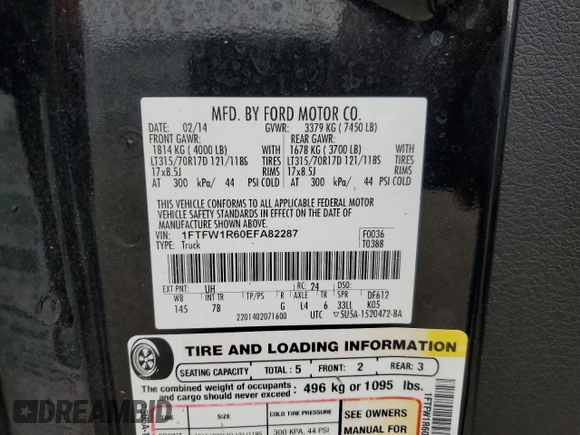 MFD. BY FORD MOTOR CO.
DATE: 02/14 GVWR: 3379 KG ( 7450 LB)
FRONT GAWR: REAR GAWR:
1814 KG ( 4000 LB) 1678 KG ( 3700 LB)
LT315/70R17D 121/118S TIRES LT315/70R17D 121/118S TIRES
17x8.5J RIMS 17x8.5J RIMS
AT 300 kPa/ 44 PSI COLD AT 300 kPa/ 44 PSI COLD
THIS VEHICLE CONFORMS TO ALL APPLICABLE FEDERAL MOTOR
VEHICLE SAFETY STANDARDS IN EFFECT ON THE DATE OF
MANUFACTURE SHOWN ABOVE.
VIN: 1FTFW1R60EFA82287 F0036
TYPE: Truck T0388
EXT PNT: UH RC: 24 DSO:
WB INT TR TP/PS R AXLE TR SPR DF612
145 7B G L4 6 33LL K05
2201402071600 UTC 5U5A-1520472-BA
TIRE AND LOADING INFORMATION
SEATING CAPACITY TOTAL : 5 FRONT: 2 REAR: 3
The combined weight of occupants
and cargo should never exceed : 496 kg or 1095 lbs.
SIZE COLD TIRE PRESSURE SEE OWNERS
300 KPA, 44 PSI
DREAMBID